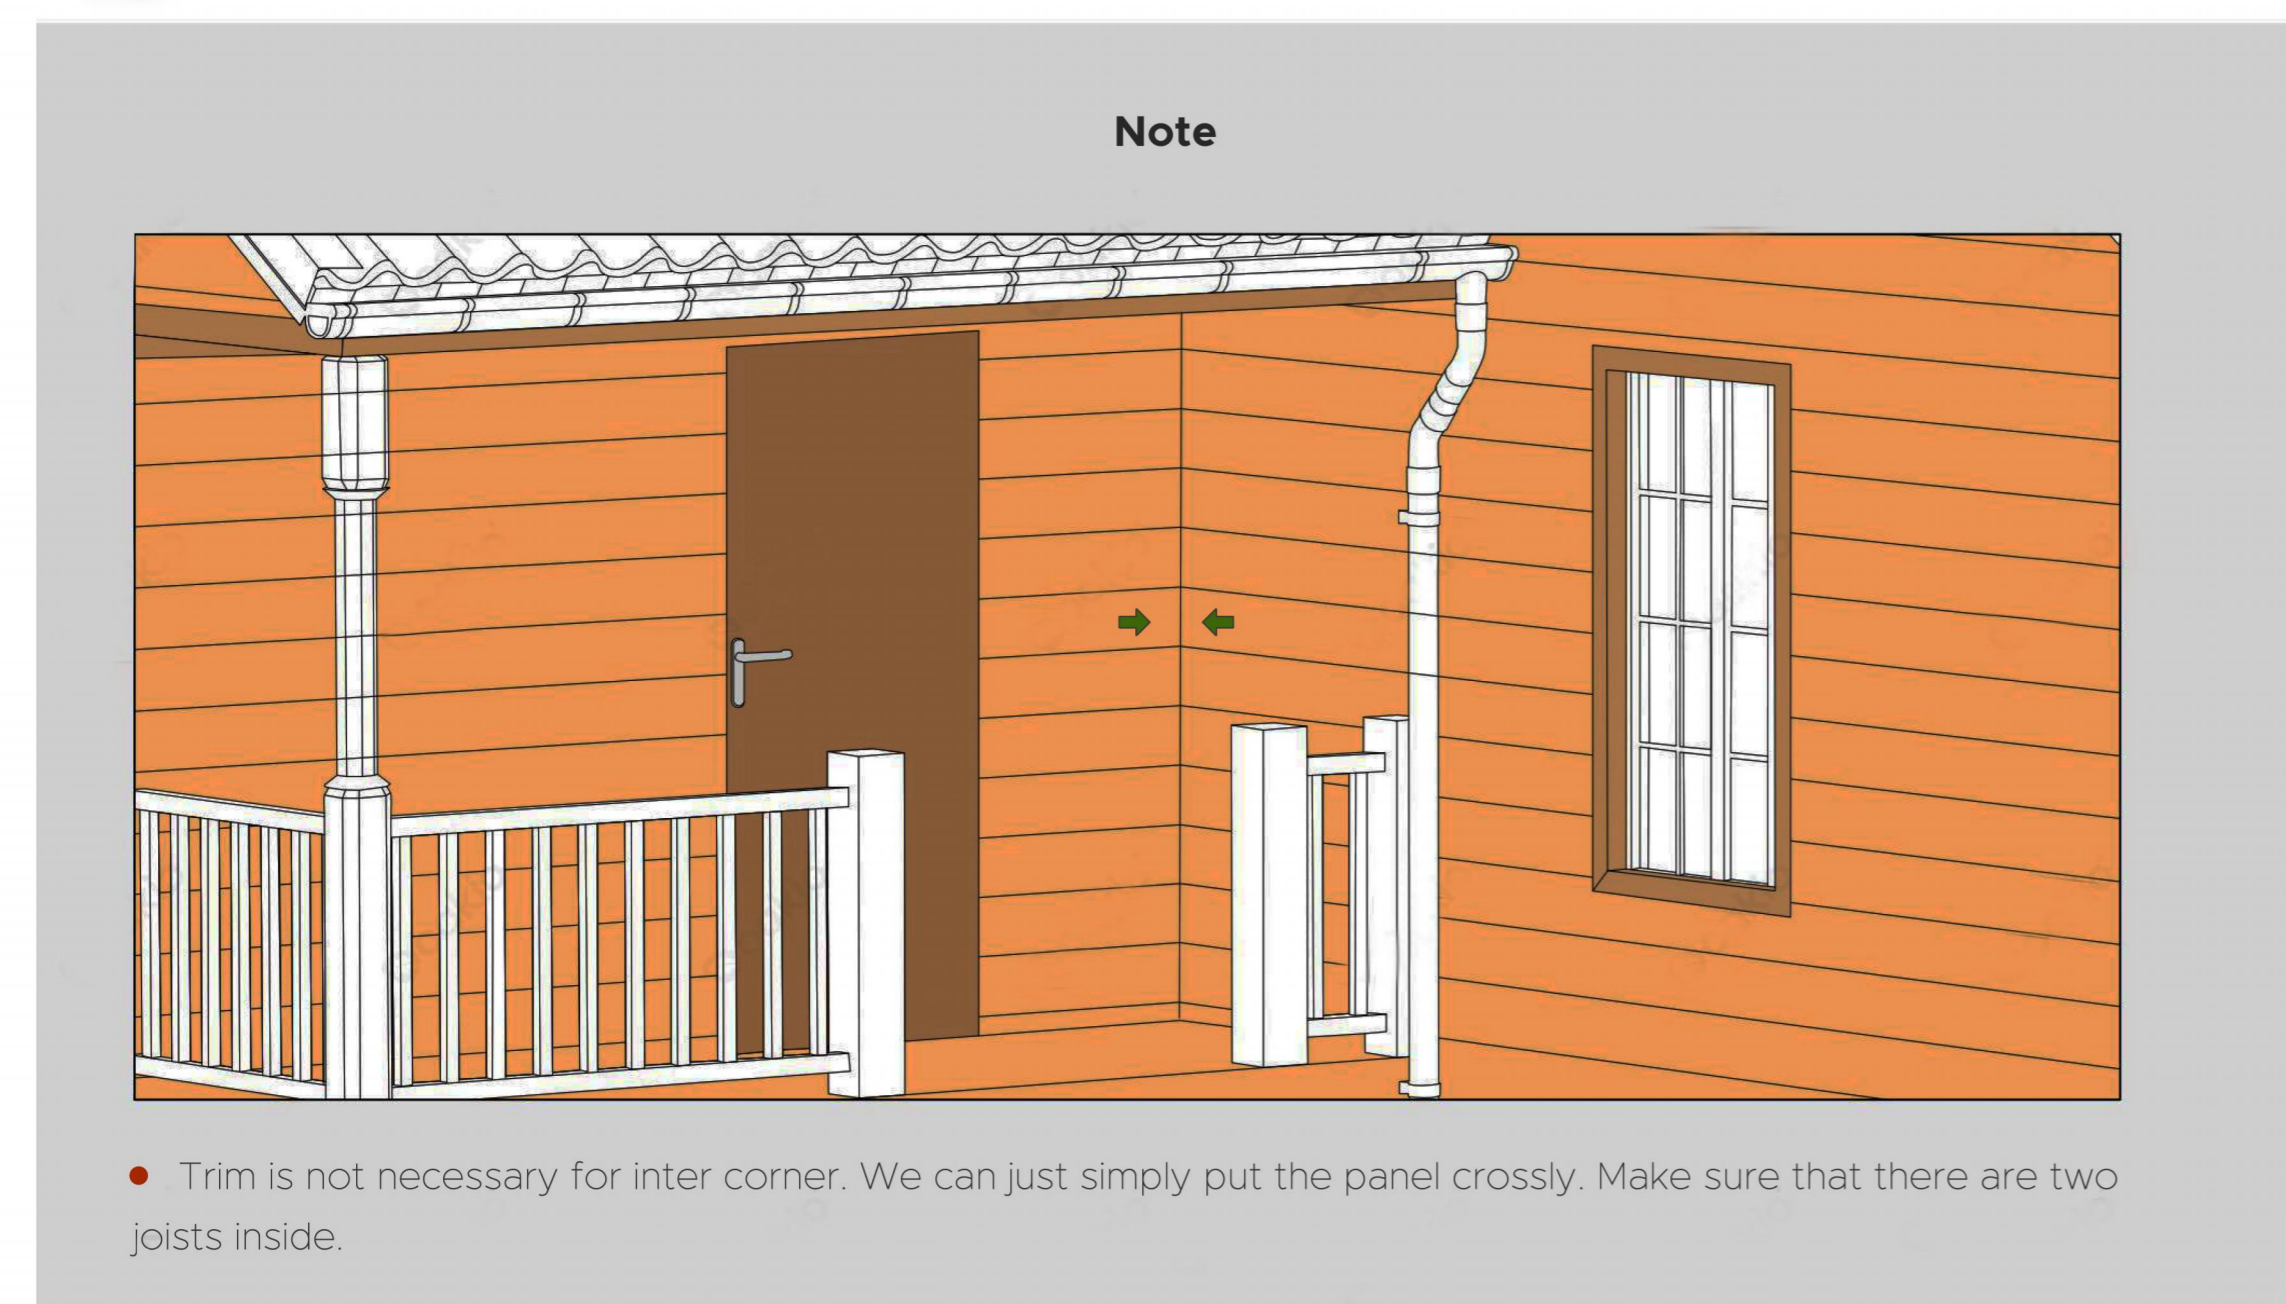 Note
● Trim is not necessary for inter corner. We can just simply put the panel crossly. Make sure that there are two
joists inside.